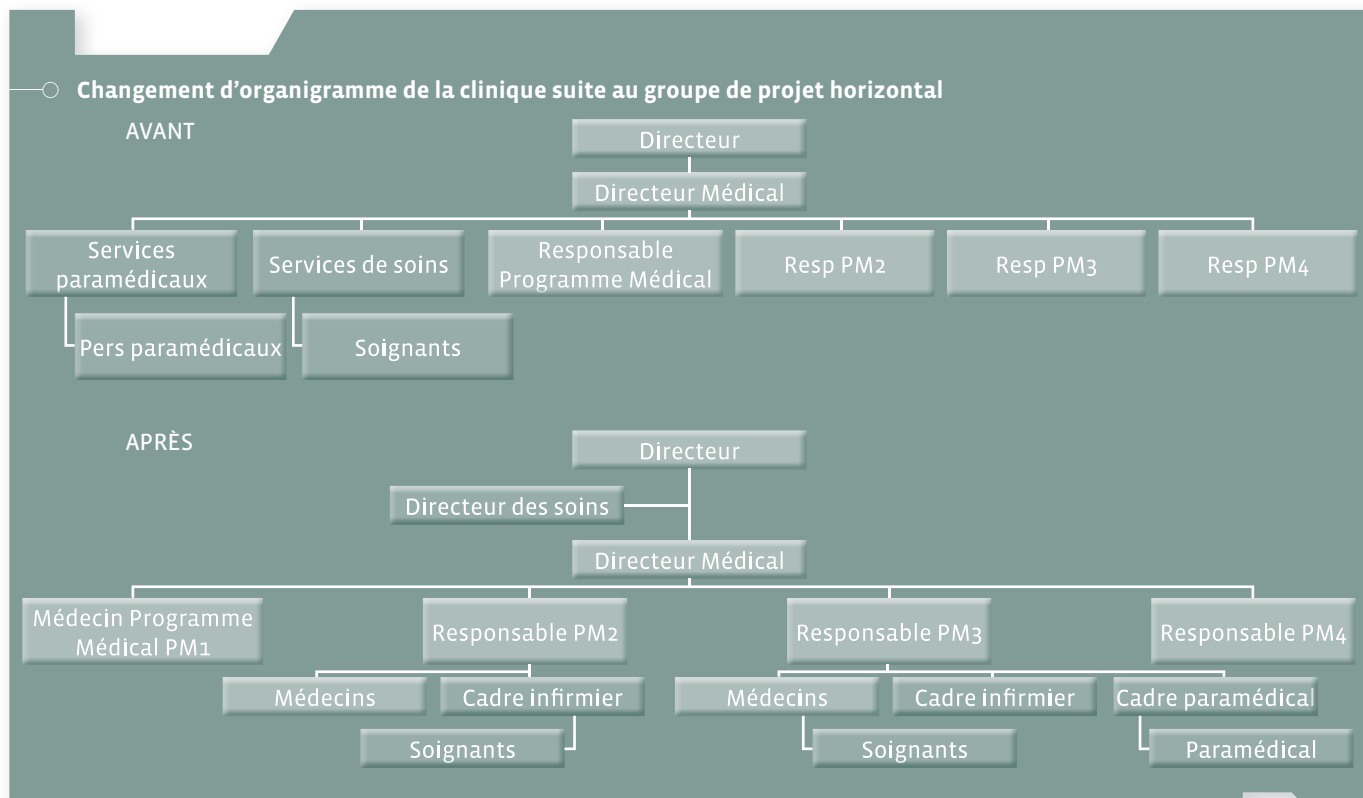 Changement d'organigramme de la clinique suite au groupe de projet horizontal
AVANT
Directeur
Directeur Médical
Services
paramédicaux
Services de soins
Responsable
Programme Médical
Resp PM2
Resp PM3
Resp PM4
Pers paramédicaux
Soignants
APRÈS
Directeur
Directeur des soins
Directeur Médical
Médecin Programme
Médical PM1
Responsable PM2
Responsable PM3
Responsable PM4
Médecins
Cadre infirmier
Médecins
Cadre infirmier
Cadre paramédical
Soignants
Soignants
Paramédical